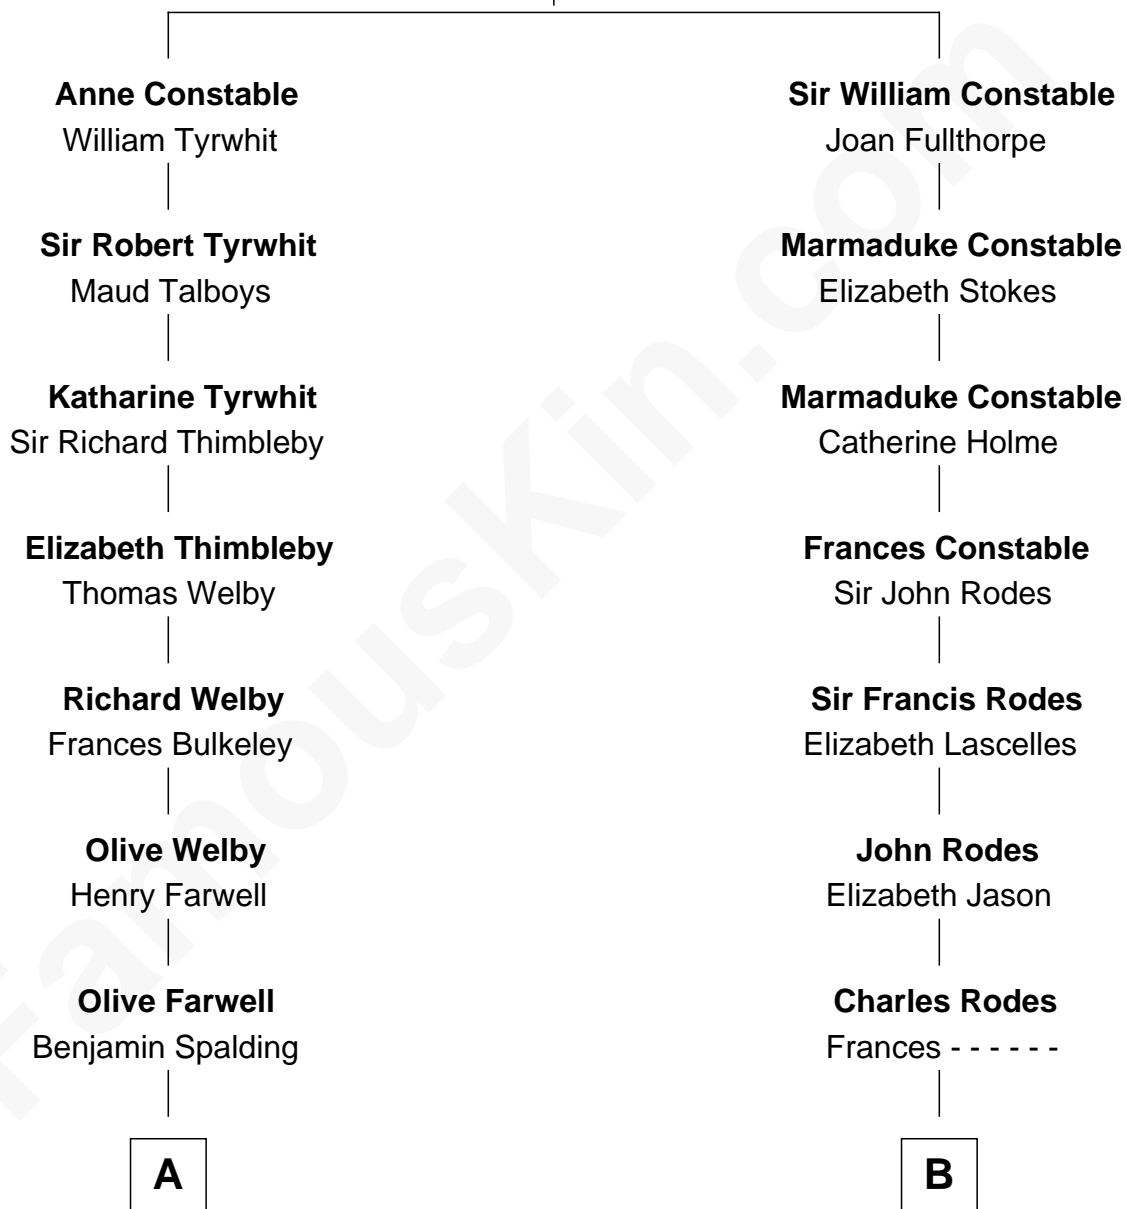 Anne Constable
William Tyrwhit
Sir Robert Tyrwhit
Maud Talboys
Katharine Tyrwhit
Sir Richard Thimbleby
Elizabeth Thimbleby
Thomas Welby
Richard Welby
Frances Bulkeley
Olive Welby
Henry Farwell
Olive Farwell
Benjamin Spalding
A
Sir William Constable
Joan Fullthorpe
Marmaduke Constable
Elizabeth Stokes
Marmaduke Constable
Catherine Holme
Frances Constable
Sir John Rodes
Sir Francis Rodes
Elizabeth Lascelles
John Rodes
Elizabeth Jason
Charles Rodes
Frances - - - - - -
B
FamousKin.com